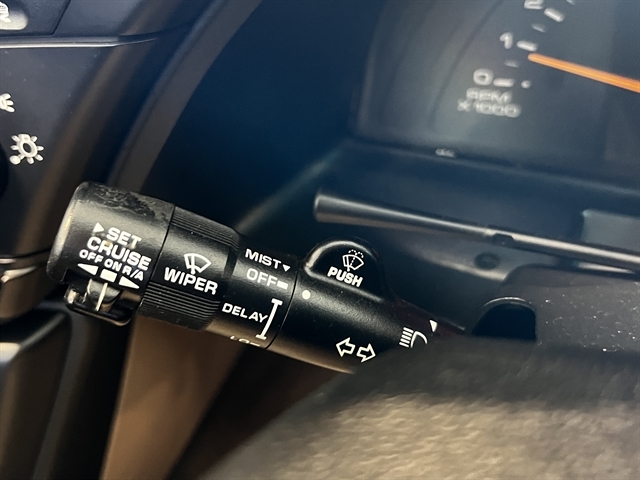 2
1
0
RPM
X1000
▶SET
CRUISE
OFF ON R/A
WIPER
MIST
OFF
DELAY
PUSH